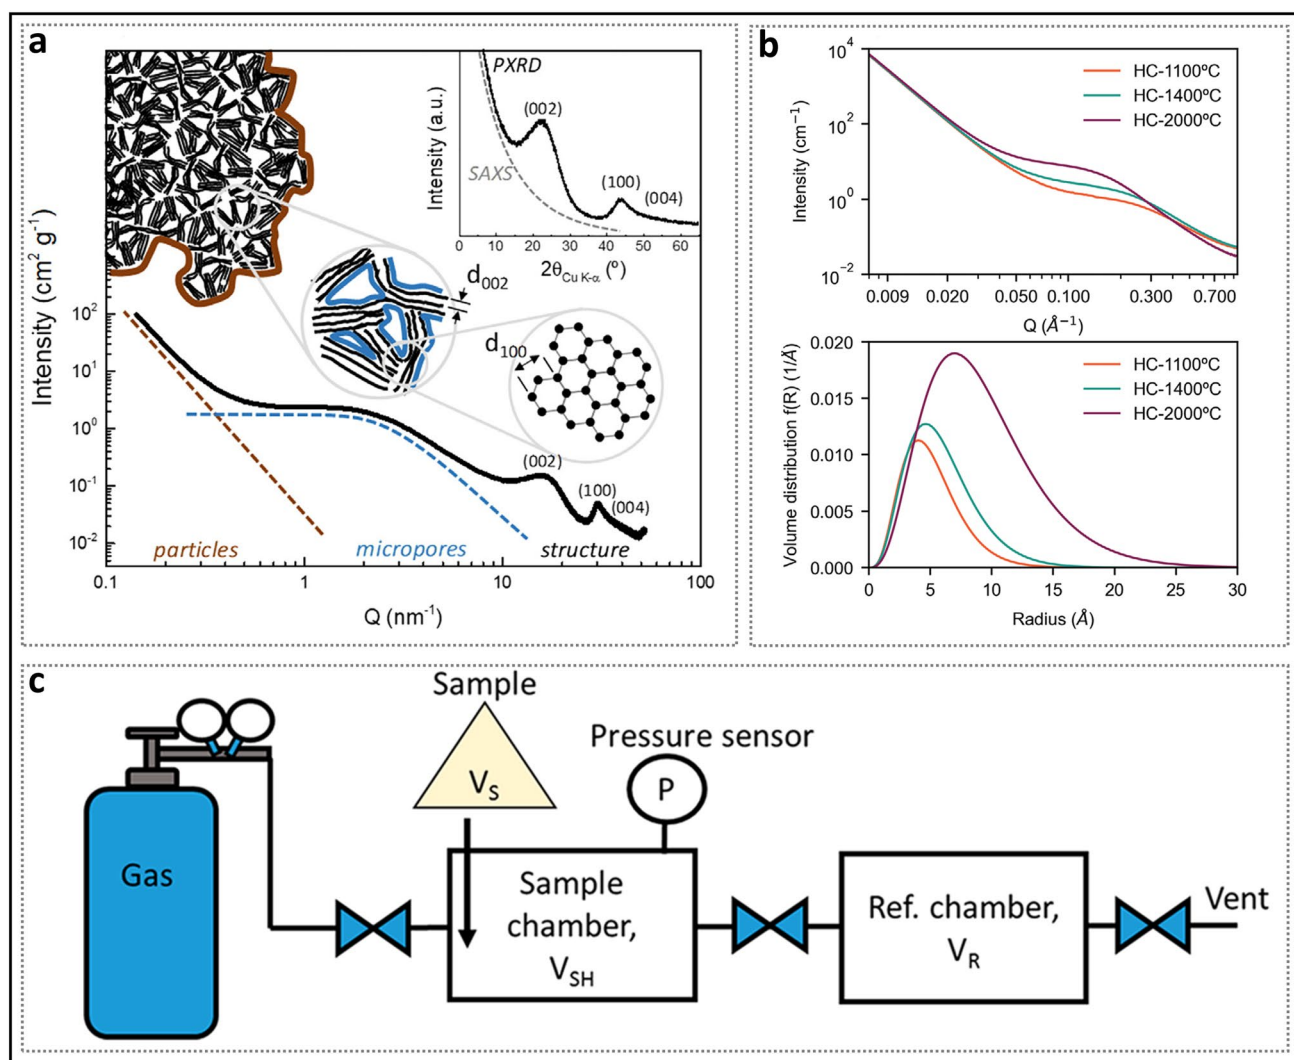 a
Intensity (cm² g⁻¹)
10²
10¹
10⁰
10⁻¹
10⁻²
0.1
1
10
100
Q (nm⁻¹)
particles
micropores
structure
(002)
(100)
(004)
d₀₀₂
d₁₀₀
PXRD
SAXS
(002)
(100)
(004)
Intensity (a.u.)
0 10 20 30 40 50 60
2θCu K-α (º)
b
10⁴
10²
10⁰
10⁻²
Intensity (cm⁻¹)
HC-1100ºC
HC-1400ºC
HC-2000ºC
0.009 0.020 0.050 0.100 0.300 0.700
Q (Å⁻¹)
0.020
0.015
0.010
0.005
0.000
Volume distribution f(R) (1/Å)
HC-1100ºC
HC-1400ºC
HC-2000ºC
0 5 10 15 20 25 30
Radius (Å)
c
Gas
Sample
V_S
Pressure sensor
P
Sample
chamber,
V_SH
Ref. chamber,
V_R
Vent